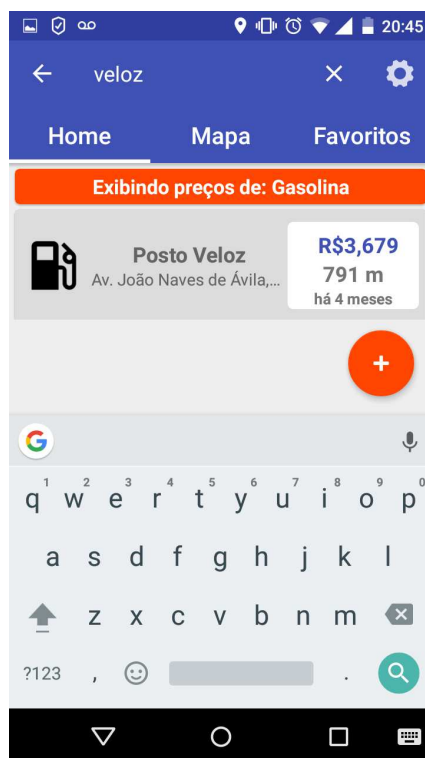 20:45
veloz
Home Mapa Favoritos
Exibindo preços de: Gasolina
Posto Veloz
Av. João Naves de Ávila,...
R$3,679
791 m
há 4 meses
+
G
1 2 3 4 5 6 7 8 9 0
q w e r t y u i o p
a s d f g h j k l
z x c v b n m
?123 , .